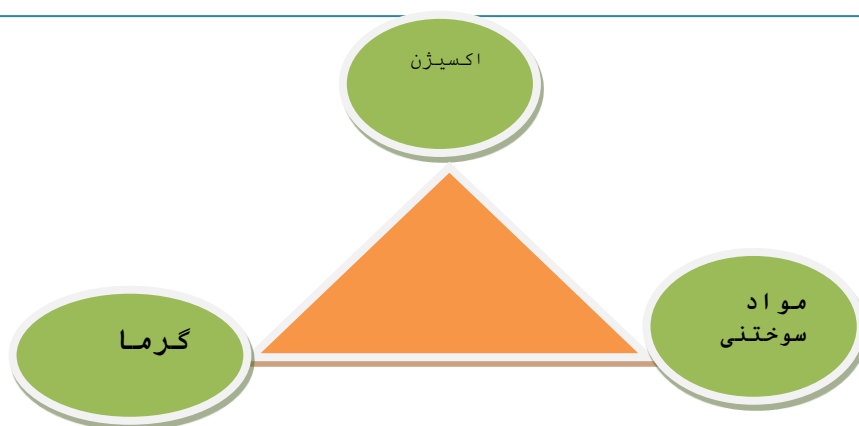 اکسیژن
مواد
سوختنی
گرما